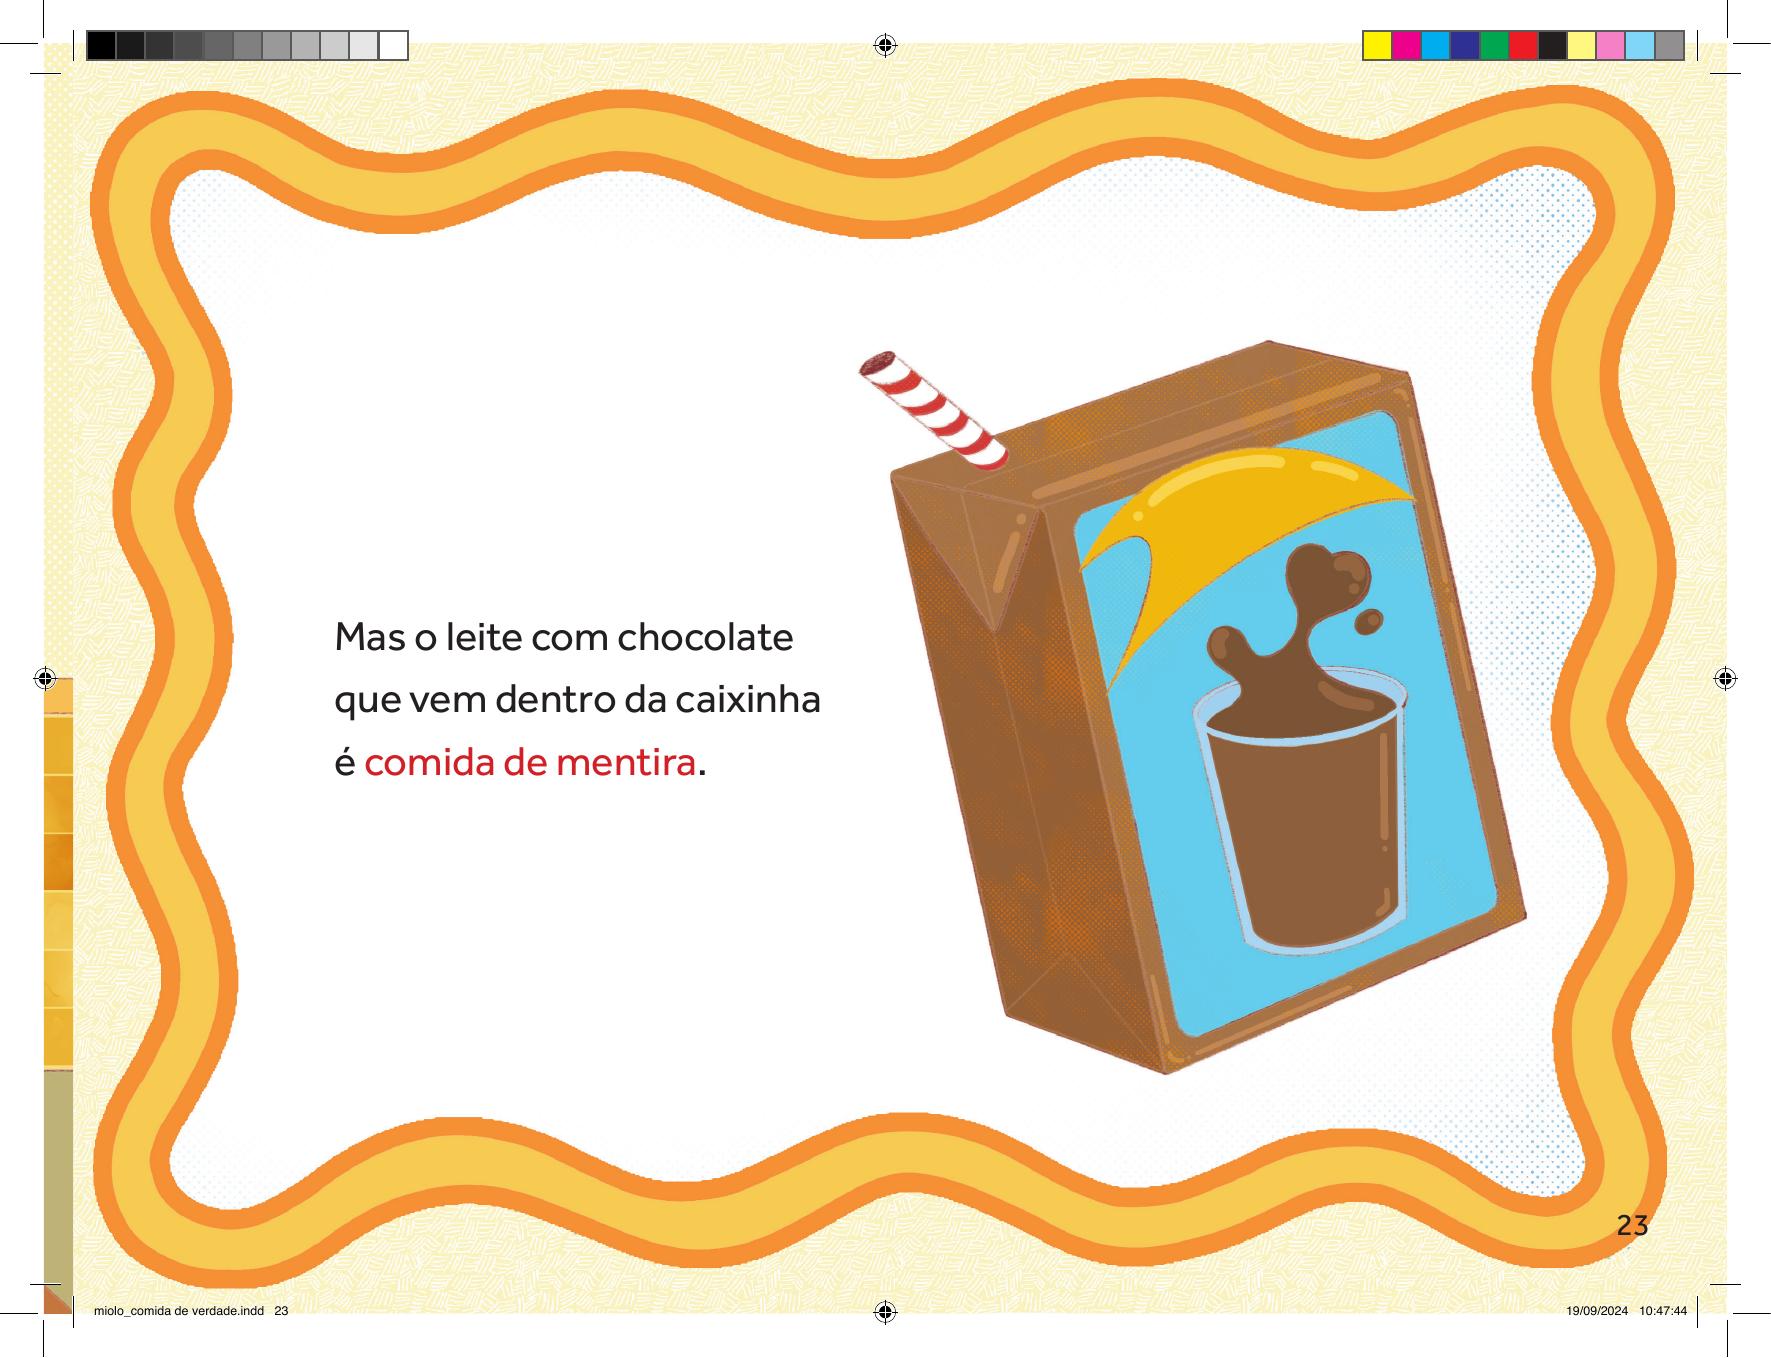 Mas o leite com chocolate
que vem dentro da caixinha
é comida de mentira.
23
miolo_comida de verdade.indd   23
19/09/2024   10:47:44